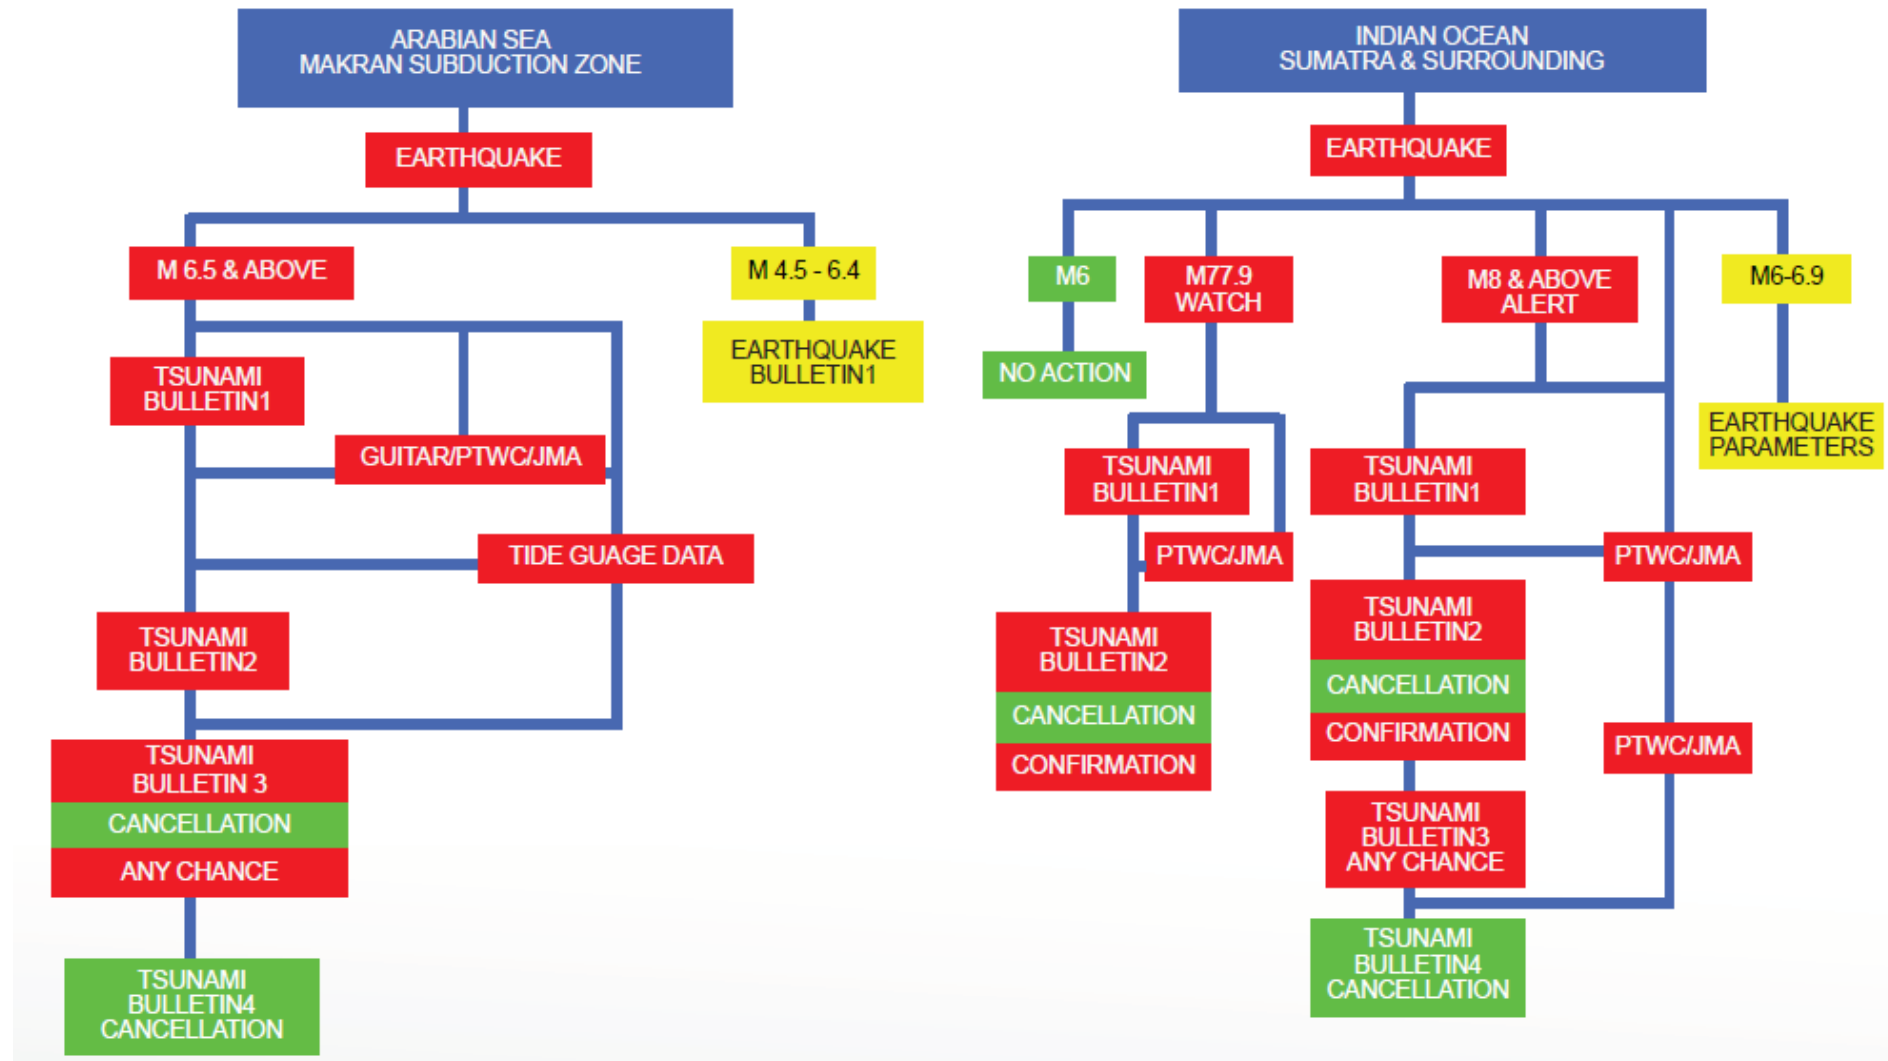 ARABIAN SEA
MAKRAN SUBDUCTION ZONE
EARTHQUAKE
M 6.5 & ABOVE
M 4.5 - 6.4
TSUNAMI
BULLETIN1
EARTHQUAKE
BULLETIN1
GUITAR/PTWC/JMA
TIDE GUAGE DATA
TSUNAMI
BULLETIN2
TSUNAMI
BULLETIN 3
CANCELLATION
ANY CHANCE
TSUNAMI
BULLETIN4
CANCELLATION
INDIAN OCEAN
SUMATRA & SURROUNDING
EARTHQUAKE
M6
M77.9
WATCH
M8 & ABOVE
ALERT
M6-6.9
NO ACTION
EARTHQUAKE
PARAMETERS
TSUNAMI
BULLETIN1
PTWC/JMA
TSUNAMI
BULLETIN2
CANCELLATION
CONFIRMATION
TSUNAMI
BULLETIN1
PTWC/JMA
TSUNAMI
BULLETIN2
CANCELLATION
CONFIRMATION
PTWC/JMA
TSUNAMI
BULLETIN3
ANY CHANCE
TSUNAMI
BULLETIN4
CANCELLATION